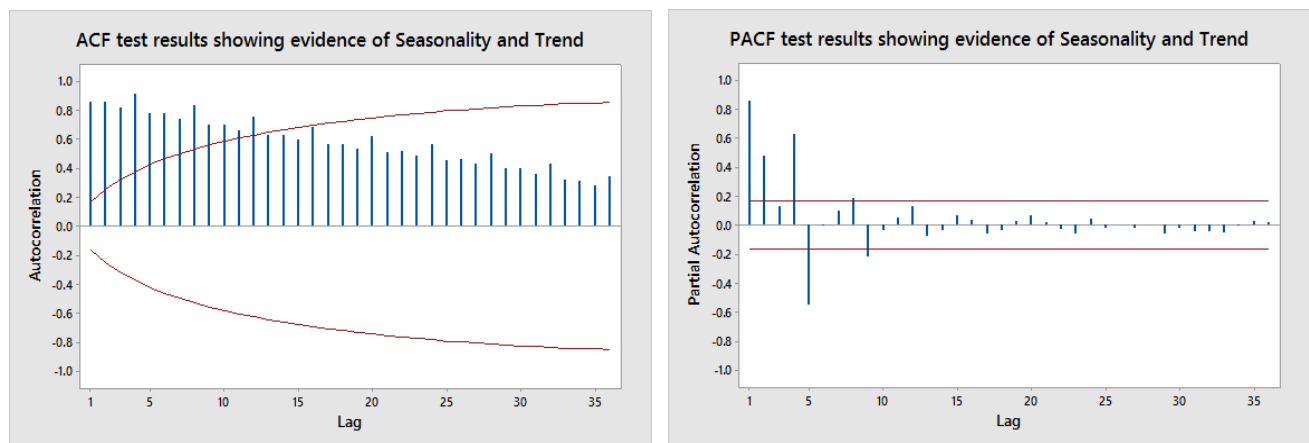 ACF test results showing evidence of Seasonality and Trend
1.0
0.8
0.6
0.4
0.2
0.0
-0.2
-0.4
-0.6
-0.8
-1.0
Autocorrelation
1 5 10 15 20 25 30 35
Lag
PACF test results showing evidence of Seasonality and Trend
1.0
0.8
0.6
0.4
0.2
0.0
-0.2
-0.4
-0.6
-0.8
-1.0
Partial Autocorrelation
1 5 10 15 20 25 30 35
Lag